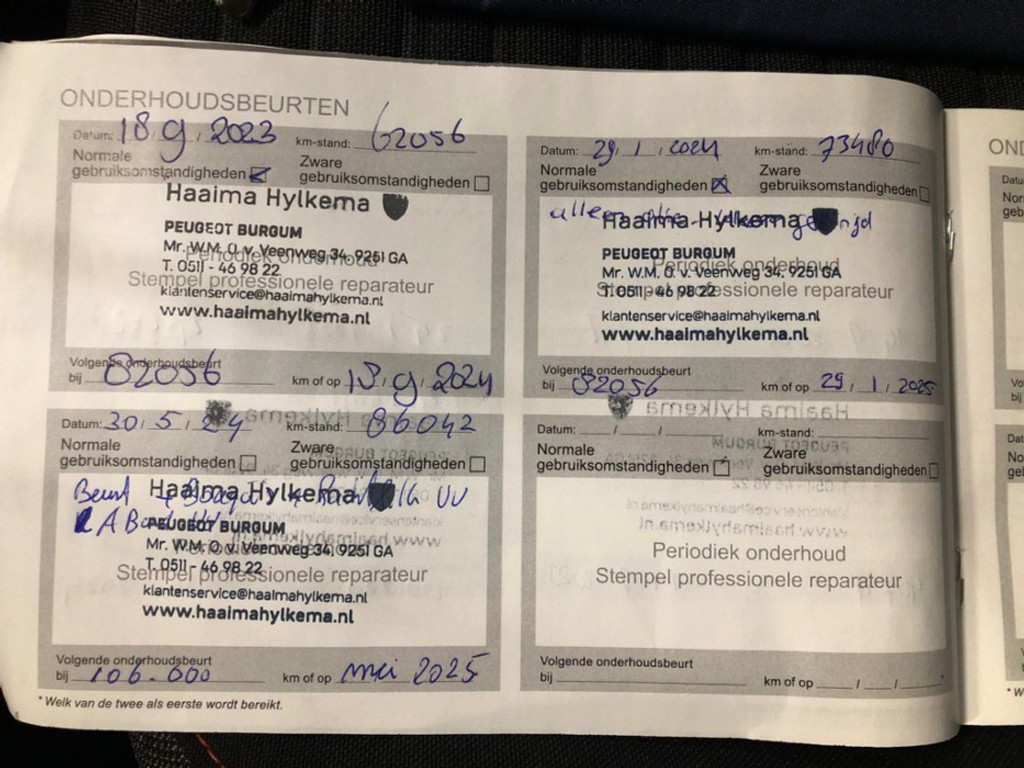 ONDERHOUDSBEURTEN
Datum: 18 / 9 / 2023 km-stand: 62056
Normale gebruiksomstandigheden ☑ Zware gebruiksomstandigheden ☐
Haaima Hylkema
PEUGEOT BURGUM
Mr. W.M. O. v. Veenweg 34, 9251 GA
Periodiek onderhoud
T. 0511 - 46 98 22
Stempel professionele reparateur
klantenservice@haaimahylkema.nl
www.haaimahylkema.nl
Volgende onderhoudsbeurt
bij 82056 km of op 18 / 9 / 2024
Datum: 29 / 1 / 2024 km-stand: 73480
Normale gebruiksomstandigheden ☒ Zware gebruiksomstandigheden ☐
alleen
Haaima Hylkema
PEUGEOT BURGUM
Mr. W.M. O. v. Veenweg 34, 9251 GA
Periodiek onderhoud
T. 0511 - 46 98 22
Stempel professionele reparateur
klantenservice@haaimahylkema.nl
www.haaimahylkema.nl
Volgende onderhoudsbeurt
bij 82056 km of op 29 / 1 / 2025
Datum: 30 / 5 / 24 km-stand: 86042
Normale gebruiksomstandigheden ☐ Zware gebruiksomstandigheden ☐
Beurt +
Haaima Hylkema
PEUGEOT BURGUM
Mr. W.M. O. v. Veenweg 34, 9251 GA
Periodiek onderhoud
T. 0511 - 46 98 22
Stempel professionele reparateur
klantenservice@haaimahylkema.nl
www.haaimahylkema.nl
Volgende onderhoudsbeurt
bij 106.000 km of op mei 2025
Datum: / / km-stand:
Normale gebruiksomstandigheden ☐ Zware gebruiksomstandigheden ☐
Periodiek onderhoud
Stempel professionele reparateur
Volgende onderhoudsbeurt
bij km of op / /
* Welk van de twee als eerste wordt bereikt.